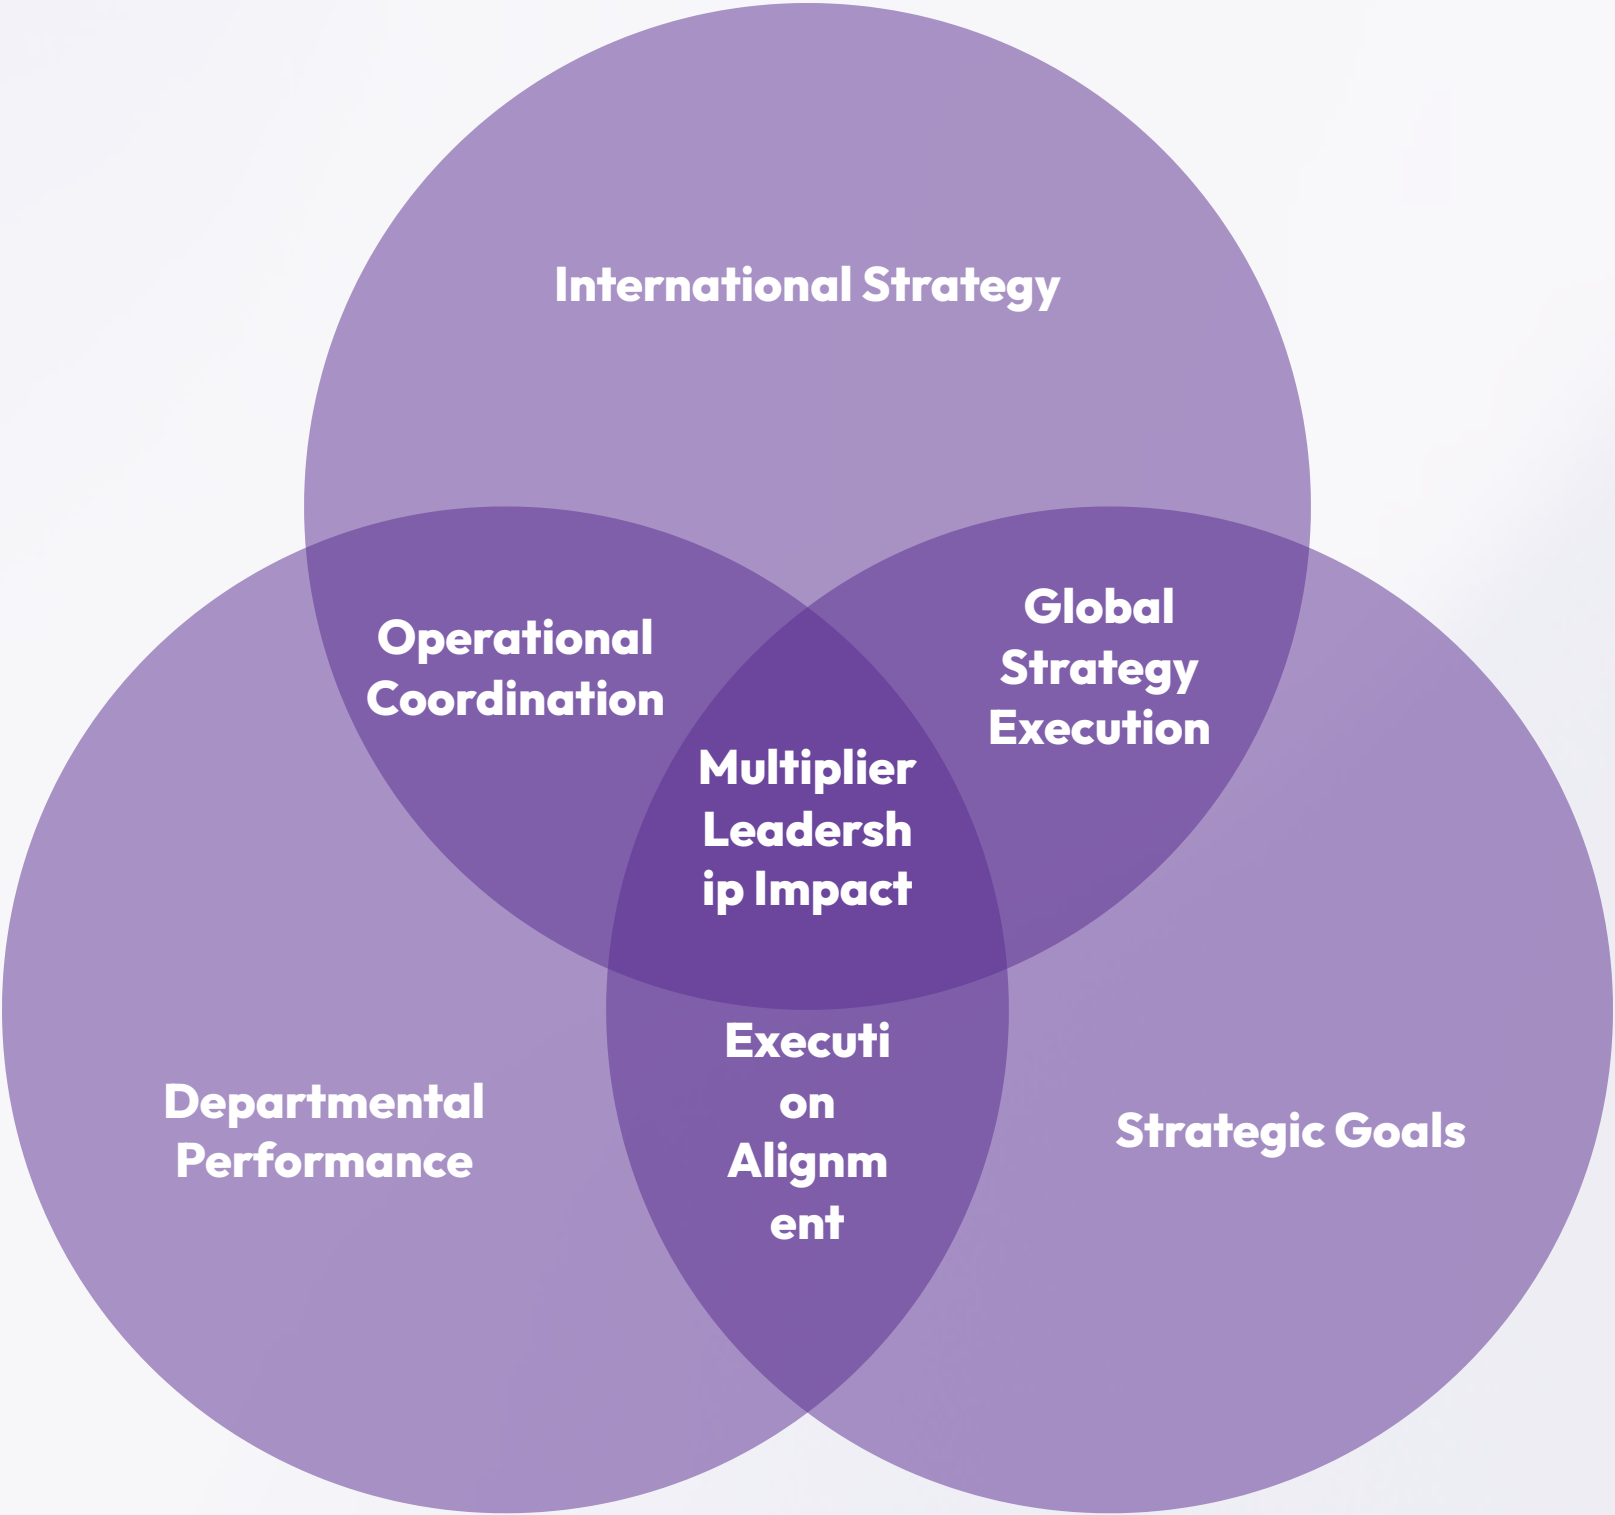 International Strategy
Operational
Coordination
Global
Strategy
Execution
Multiplier
Leadersh
ip Impact
Departmental
Performance
Executi
on
Alignm
ent
Strategic Goals